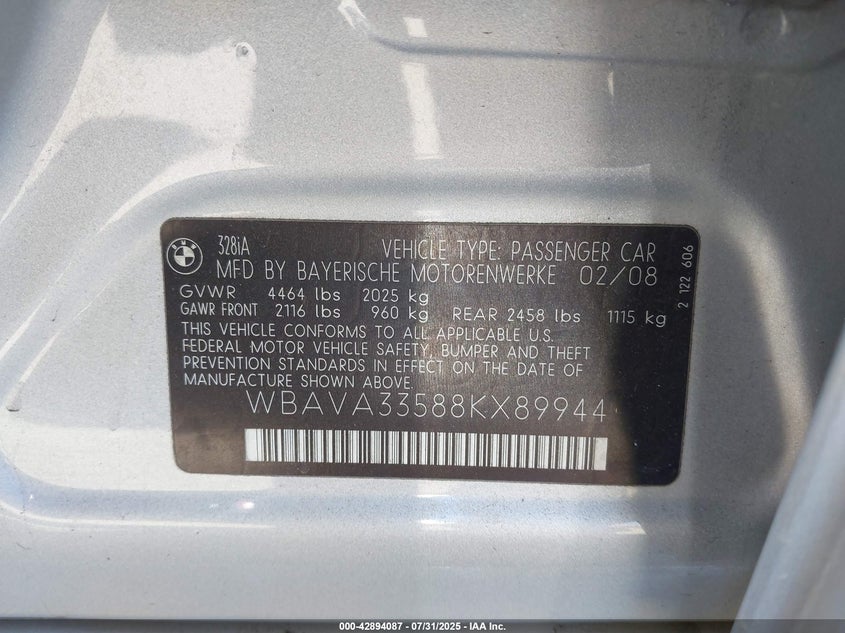 BMW
328iA VEHICLE TYPE: PASSENGER CAR
MFD BY BAYERISCHE MOTORENWERKE 02/08
GVWR 4464 lbs 2025 kg
GAWR FRONT 2116 lbs 960 kg REAR 2458 lbs 1115 kg
THIS VEHICLE CONFORMS TO ALL APPLICABLE U.S.
FEDERAL MOTOR VEHICLE SAFETY, BUMPER AND THEFT
PREVENTION STANDARDS IN EFFECT ON THE DATE OF
MANUFACTURE SHOWN ABOVE.
WBAVA33588KX89944
2 122 606
000-42894087 - 07/31/2025 - IAA Inc.